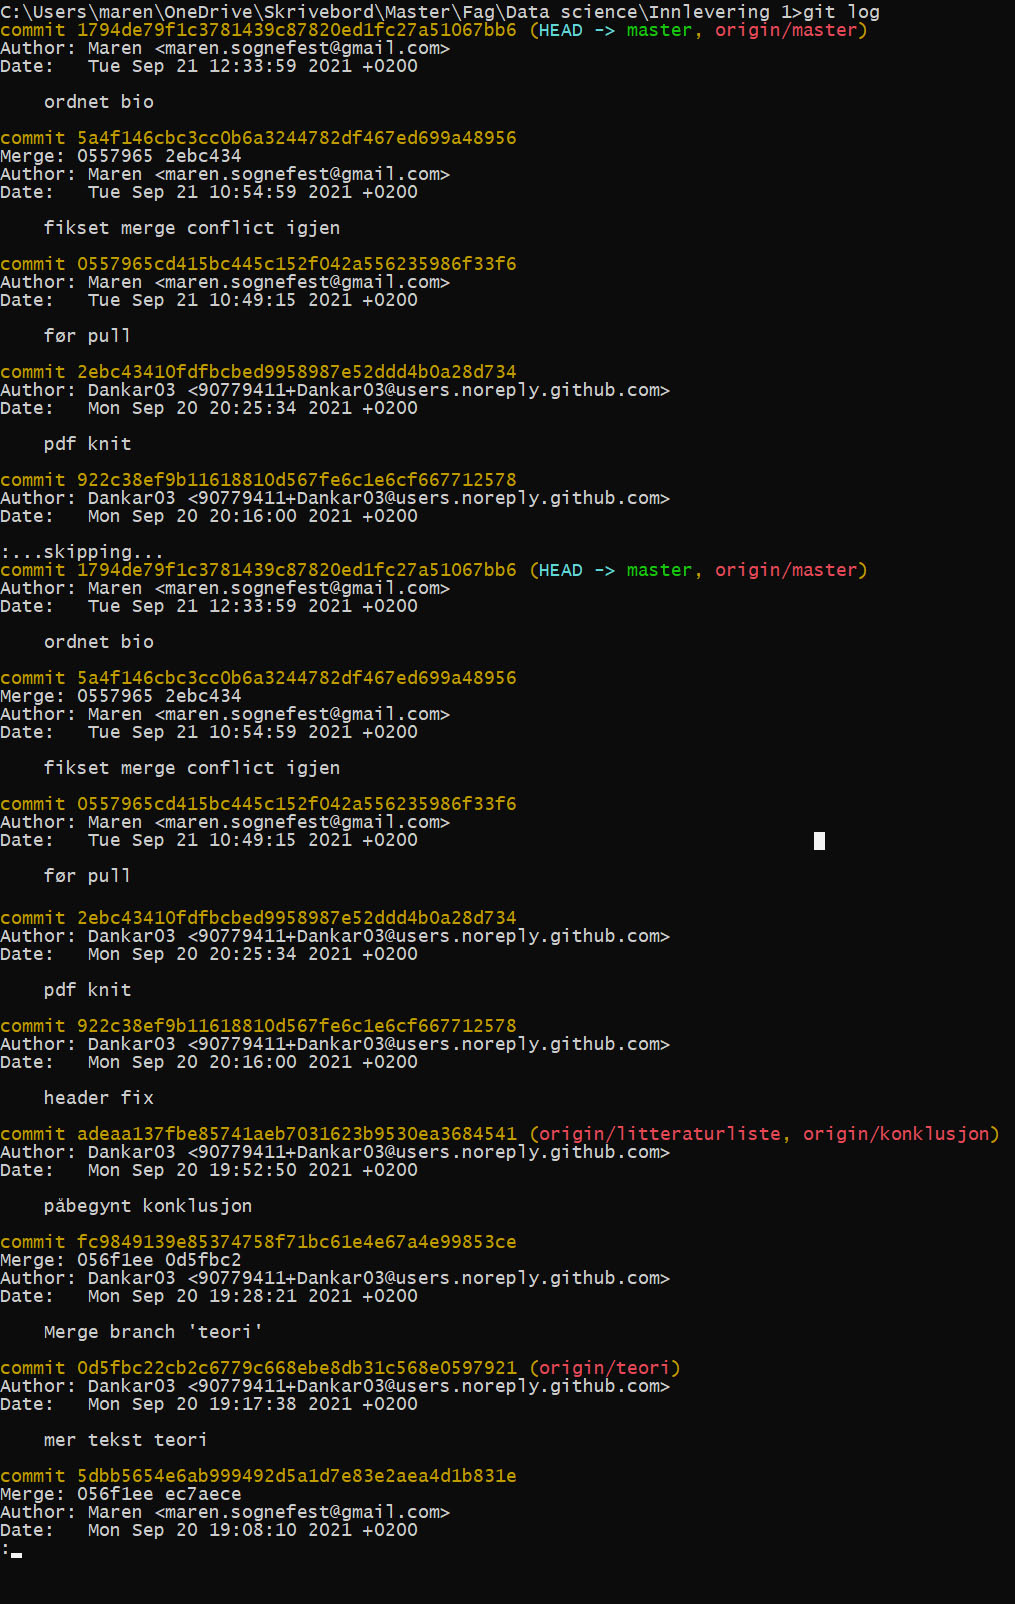 C:\Users\maren\OneDrive\Skrivebord\Master\Fag\Data science\Innlevering 1>git log
commit 1794de79f1c3781439c87820ed1fc27a51067bb6 (HEAD -> master, origin/master)
Author: Maren <maren.sognefest@gmail.com>
Date:   Tue Sep 21 12:33:59 2021 +0200
    ordnet bio
commit 5a4f146cbc3cc0b6a3244782df467ed699a48956
Merge: 0557965 2ebc434
Author: Maren <maren.sognefest@gmail.com>
Date:   Tue Sep 21 10:54:59 2021 +0200
    fikset merge conflict igjen
commit 0557965cd415bc445c152f042a556235986f33f6
Author: Maren <maren.sognefest@gmail.com>
Date:   Tue Sep 21 10:49:15 2021 +0200
    før pull
commit 2ebc43410fdfbcbed9958987e52ddd4b0a28d734
Author: Dankar03 <90779411+Dankar03@users.noreply.github.com>
Date:   Mon Sep 20 20:25:34 2021 +0200
    pdf knit
commit 922c38ef9b11618810d567fe6c1e6cf667712578
Author: Dankar03 <90779411+Dankar03@users.noreply.github.com>
Date:   Mon Sep 20 20:16:00 2021 +0200
:...skipping...
commit 1794de79f1c3781439c87820ed1fc27a51067bb6 (HEAD -> master, origin/master)
Author: Maren <maren.sognefest@gmail.com>
Date:   Tue Sep 21 12:33:59 2021 +0200
    ordnet bio
commit 5a4f146cbc3cc0b6a3244782df467ed699a48956
Merge: 0557965 2ebc434
Author: Maren <maren.sognefest@gmail.com>
Date:   Tue Sep 21 10:54:59 2021 +0200
    fikset merge conflict igjen
commit 0557965cd415bc445c152f042a556235986f33f6
Author: Maren <maren.sognefest@gmail.com>
Date:   Tue Sep 21 10:49:15 2021 +0200
    før pull
commit 2ebc43410fdfbcbed9958987e52ddd4b0a28d734
Author: Dankar03 <90779411+Dankar03@users.noreply.github.com>
Date:   Mon Sep 20 20:25:34 2021 +0200
    pdf knit
commit 922c38ef9b11618810d567fe6c1e6cf667712578
Author: Dankar03 <90779411+Dankar03@users.noreply.github.com>
Date:   Mon Sep 20 20:16:00 2021 +0200
    header fix
commit adeaa137fbe85741aeb7031623b9530ea3684541 (origin/litteraturliste, origin/konklusjon)
Author: Dankar03 <90779411+Dankar03@users.noreply.github.com>
Date:   Mon Sep 20 19:52:50 2021 +0200
    påbegynt konklusjon
commit fc9849139e85374758f71bc61e4e67a4e99853ce
Merge: 056f1ee 0d5fbc2
Author: Dankar03 <90779411+Dankar03@users.noreply.github.com>
Date:   Mon Sep 20 19:28:21 2021 +0200
    Merge branch 'teori'
commit 0d5fbc22cb2c6779c668ebe8db31c568e0597921 (origin/teori)
Author: Dankar03 <90779411+Dankar03@users.noreply.github.com>
Date:   Mon Sep 20 19:17:38 2021 +0200
    mer tekst teori
commit 5dbb5654e6ab999492d5a1d7e83e2aea4d1b831e
Merge: 056f1ee ec7aece
Author: Maren <maren.sognefest@gmail.com>
Date:   Mon Sep 20 19:08:10 2021 +0200
: